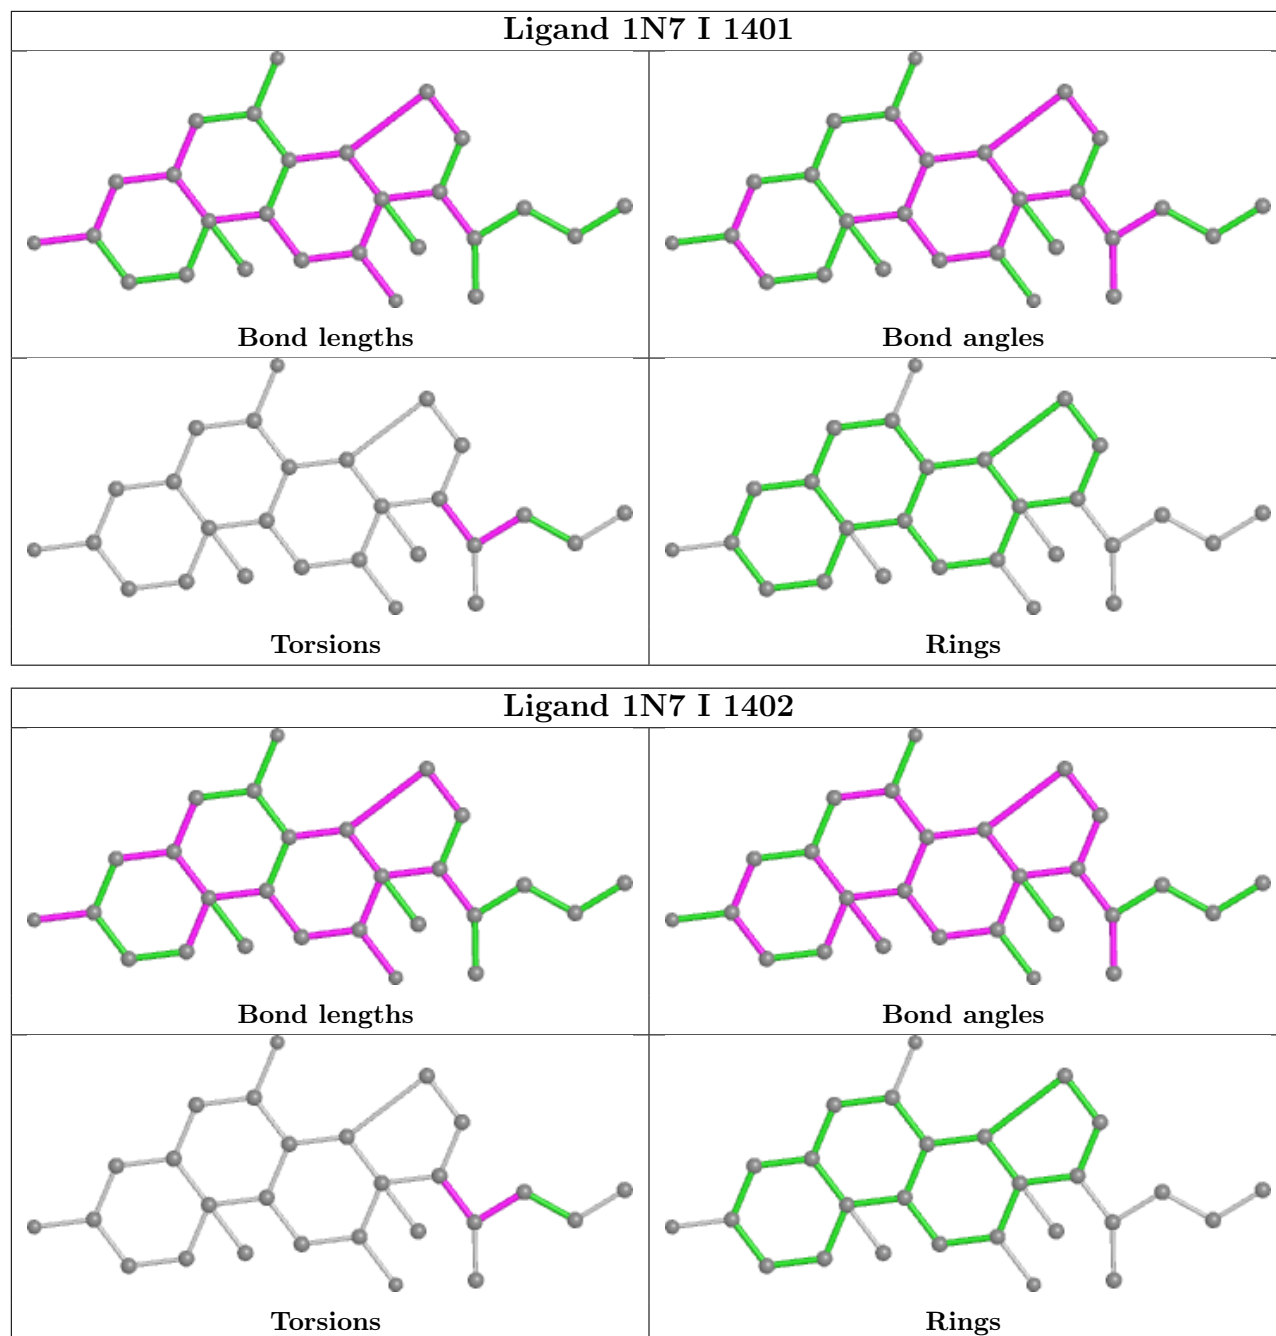 Ligand 1N7 I 1401
Bond lengths
Bond angles
Torsions
Rings
Ligand 1N7 I 1402
Bond lengths
Bond angles
Torsions
Rings